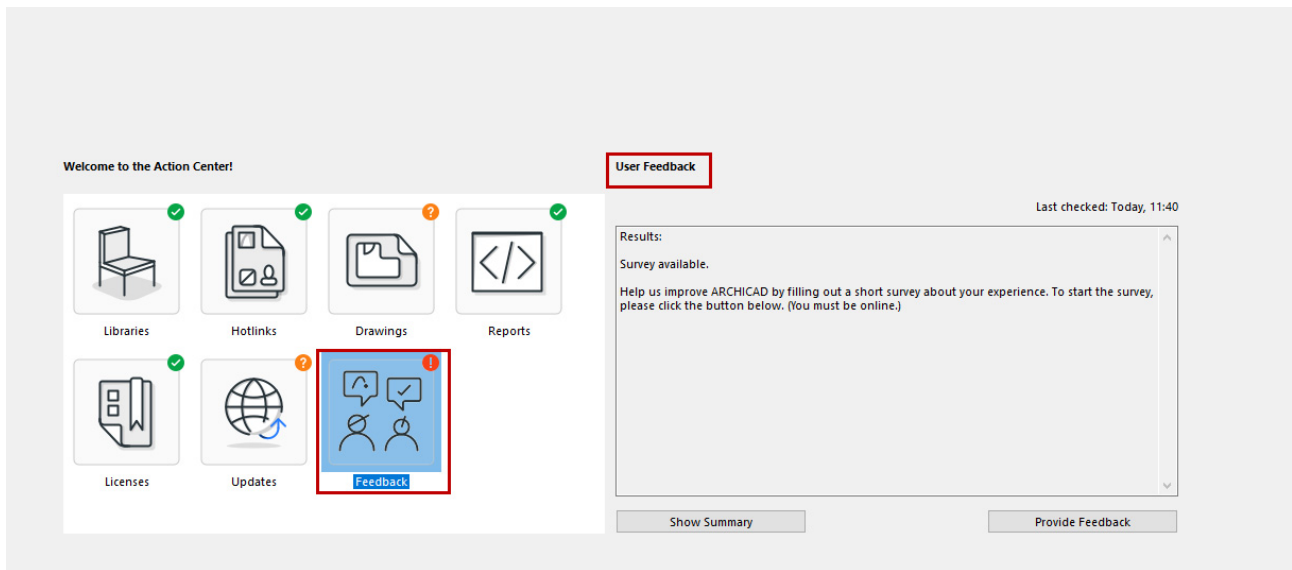 Welcome to the Action Center!
User Feedback
Last checked: Today, 11:40
Libraries
Hotlinks
Drawings
Reports
Licenses
Updates
Feedback
Results:
Survey available.
Help us improve ARCHICAD by filling out a short survey about your experience. To start the survey,
please click the button below. (You must be online.)
Show Summary
Provide Feedback